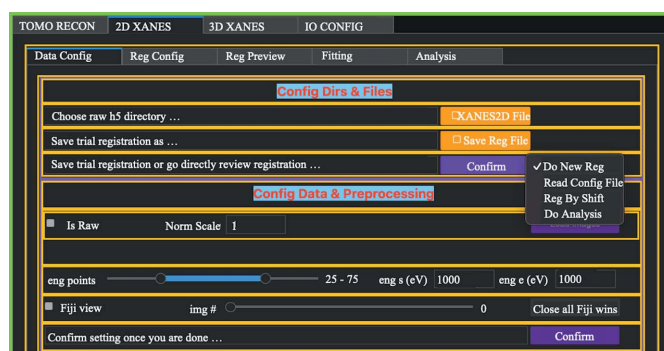 TOMO RECON 2D XANES 3D XANES IO CONFIG
Data Config Reg Config Reg Preview Fitting Analysis
Config Dirs & Files
Choose raw h5 directory ... XANES2D File
Save trial registration as ... Save Reg File
Save trial registration or go directly review registration ... Confirm ✓Do New Reg
Read Config File
Reg By Shift
Do Analysis
Config Data & Preprocessing
Is Raw Norm Scale 1
eng points 25 - 75 eng s (eV) 1000 eng e (eV) 1000
Fiji view img # 0 Close all Fiji wins
Confirm setting once you are done ... Confirm